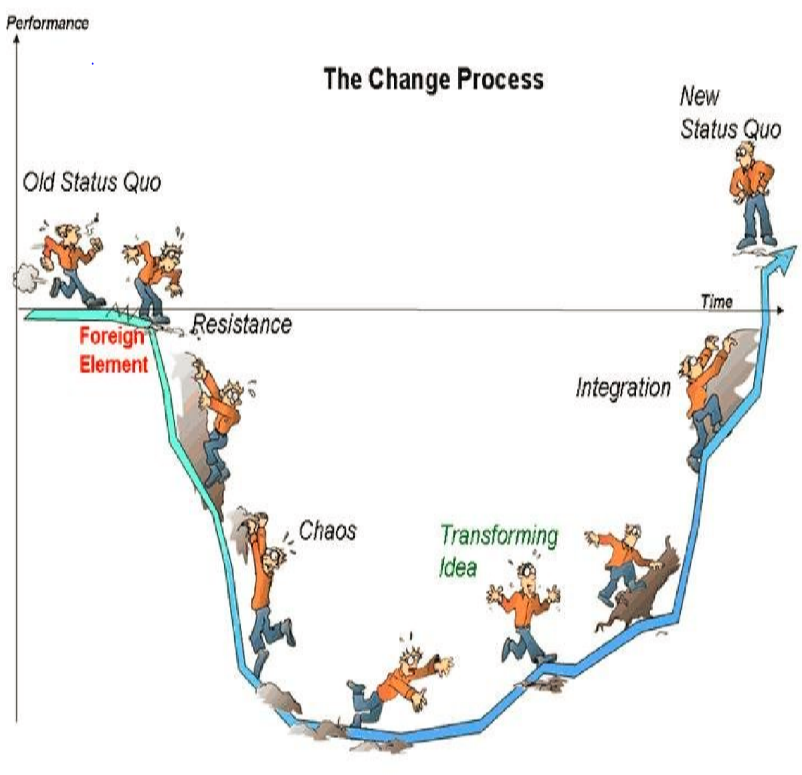 Performance
The Change Process
New
Status Quo
Old Status Quo
Time
Foreign
Element
Resistance
Integration
Chaos
Transforming
Idea